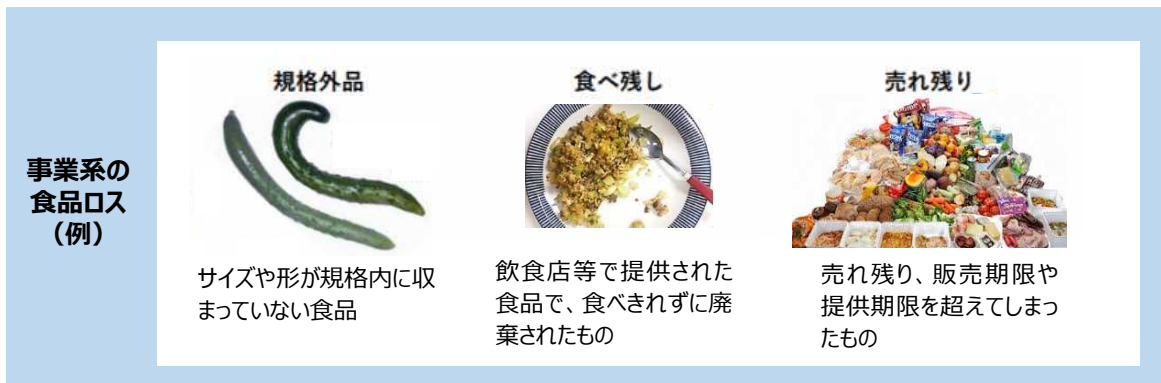 事業系の
食品ロス
（例）
規格外品
サイズや形が規格内に収
まっていない食品
食べ残し
飲食店等で提供された
食品で、食べきれずに廃
棄されたもの
売れ残り
売れ残り、販売期限や
提供期限を超えてしまっ
たもの